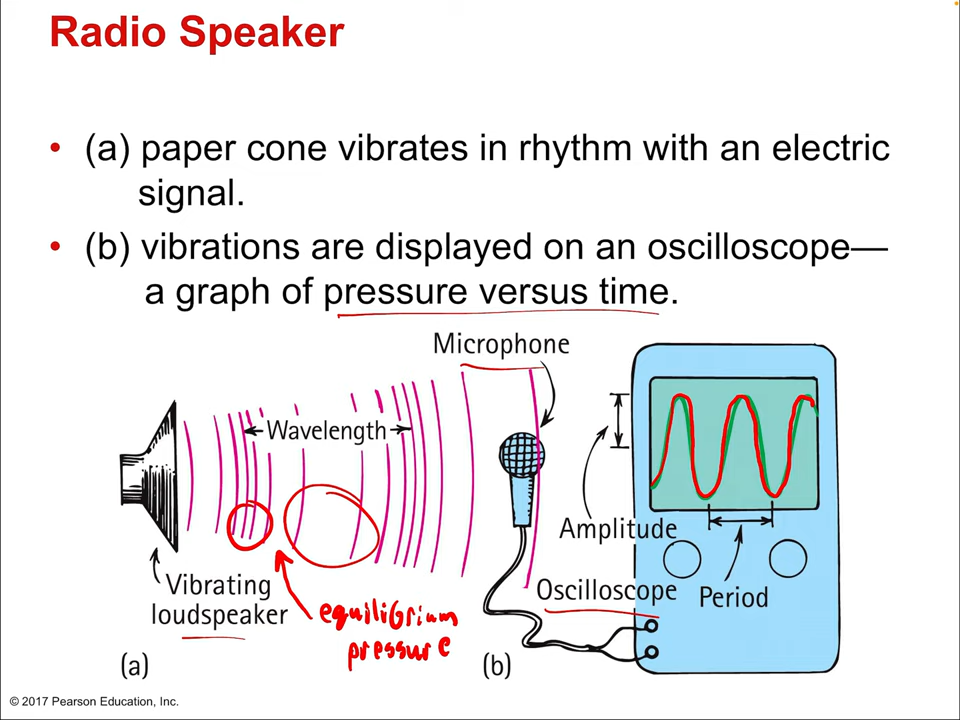 Radio Speaker
• (a) paper cone vibrates in rhythm with an electric
signal.
• (b) vibrations are displayed on an oscilloscope—
a graph of pressure versus time.
Microphone
Wavelength
Amplitude
Vibrating
loudspeaker
equilibrium
pressure
Oscilloscope
Period
(a)
(b)
© 2017 Pearson Education, Inc.